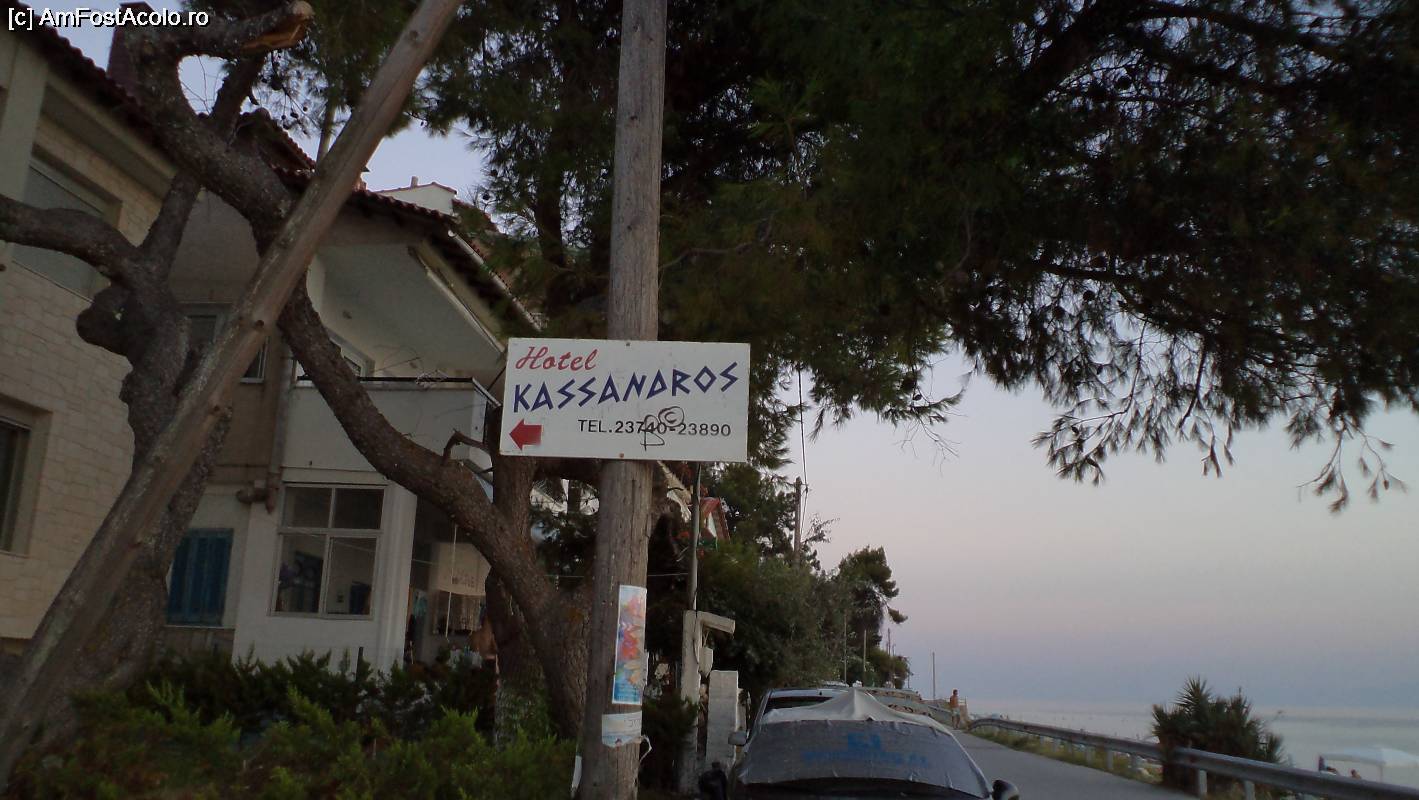 [c] AmFostAcolo.ro
Hotel
KASSANDROS
TEL.23740-23890